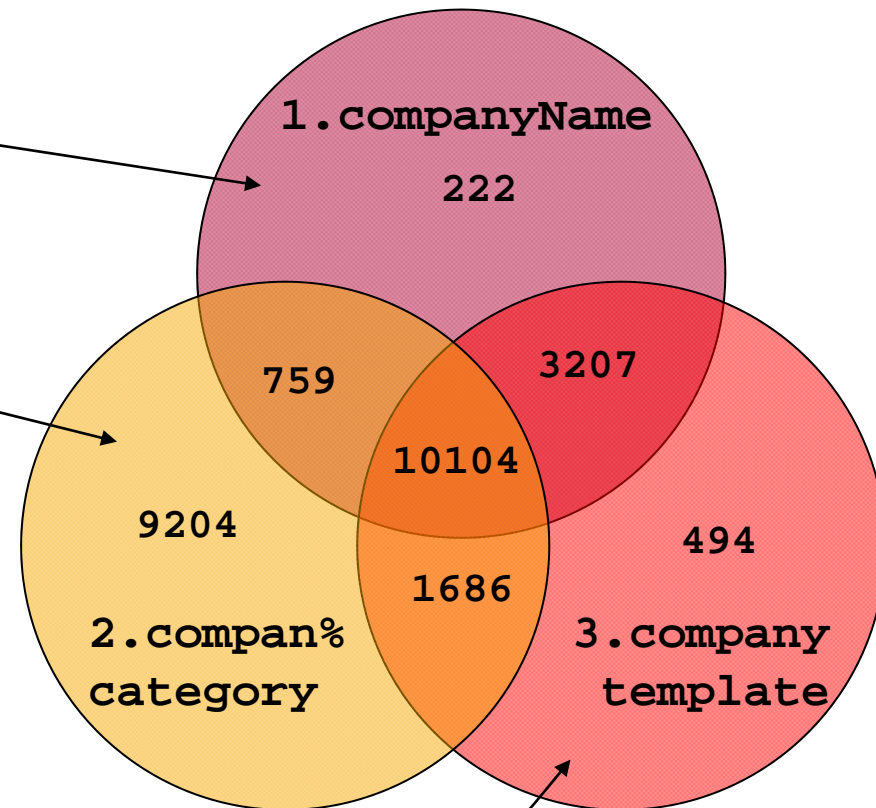 1.companyName
222
759
3207
10104
9204
494
1686
2.compan%
category
3.company
template